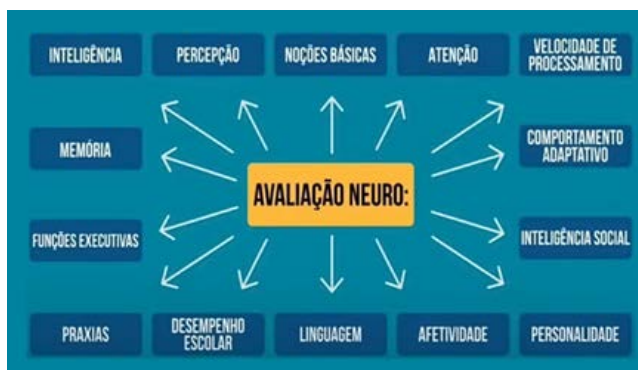 INTELIGÊNCIA
PERCEPÇÃO
NOÇÕES BÁSICAS
ATENÇÃO
VELOCIDADE DE
PROCESSAMENTO
MEMÓRIA
COMPORTAMENTO
ADAPTATIVO
AVALIAÇÃO NEURO:
FUNÇÕES EXECUTIVAS
INTELIGÊNCIA SOCIAL
PRAXIAS
DESEMPENHO
ESCOLAR
LINGUAGEM
AFETIVIDADE
PERSONALIDADE